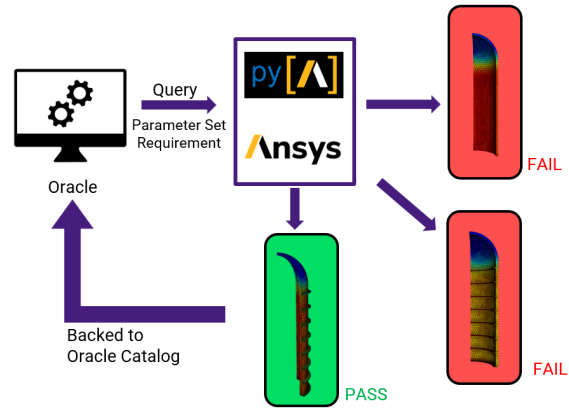 Query
Parameter Set
Requirement
Oracle
py[A]
Ansys
FAIL
FAIL
PASS
Backed to
Oracle Catalog